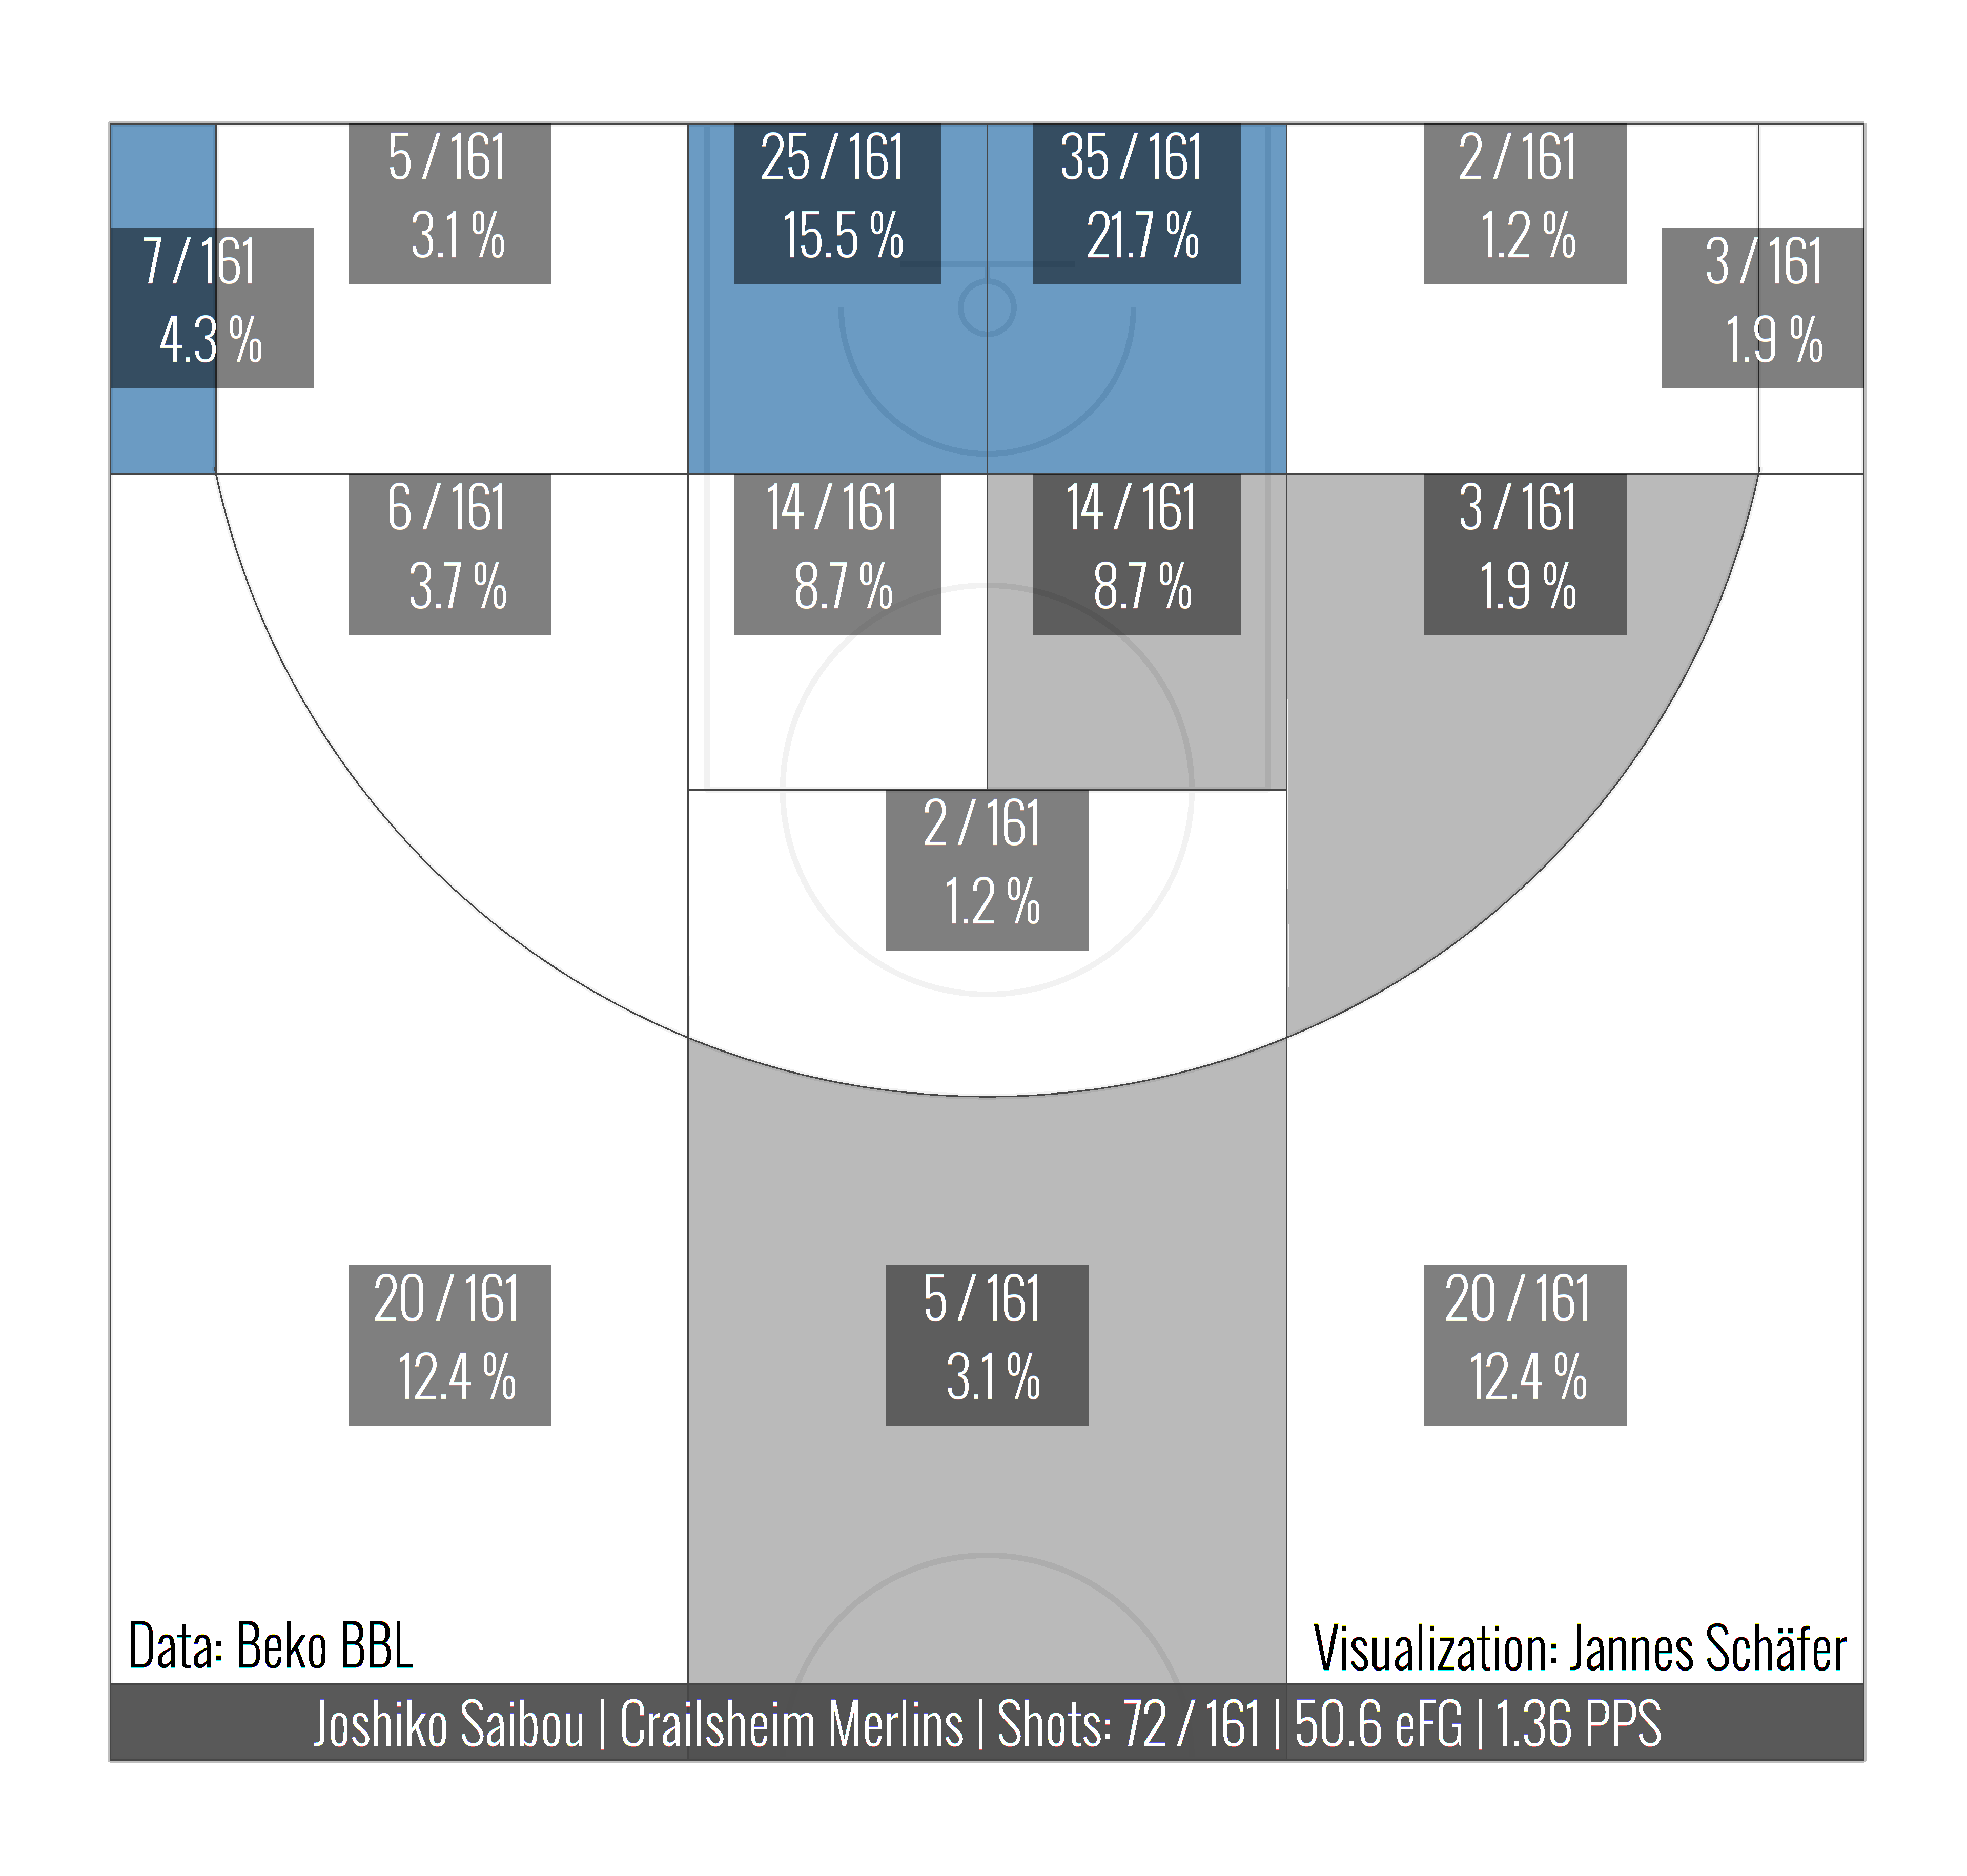 5 / 161
3.1 %
25 / 161
15.5 %
35 / 161
21.7 %
2 / 161
1.2 %
7 / 161
4.3 %
3 / 161
1.9 %
6 / 161
3.7 %
14 / 161
8.7 %
14 / 161
8.7 %
3 / 161
1.9 %
2 / 161
1.2 %
20 / 161
12.4 %
5 / 161
3.1 %
20 / 161
12.4 %
Data: Beko BBL
Visualization: Jannes Schäfer
Joshiko Saibou | Crailsheim Merlins | Shots: 72 / 161 | 50.6 eFG | 1.36 PPS